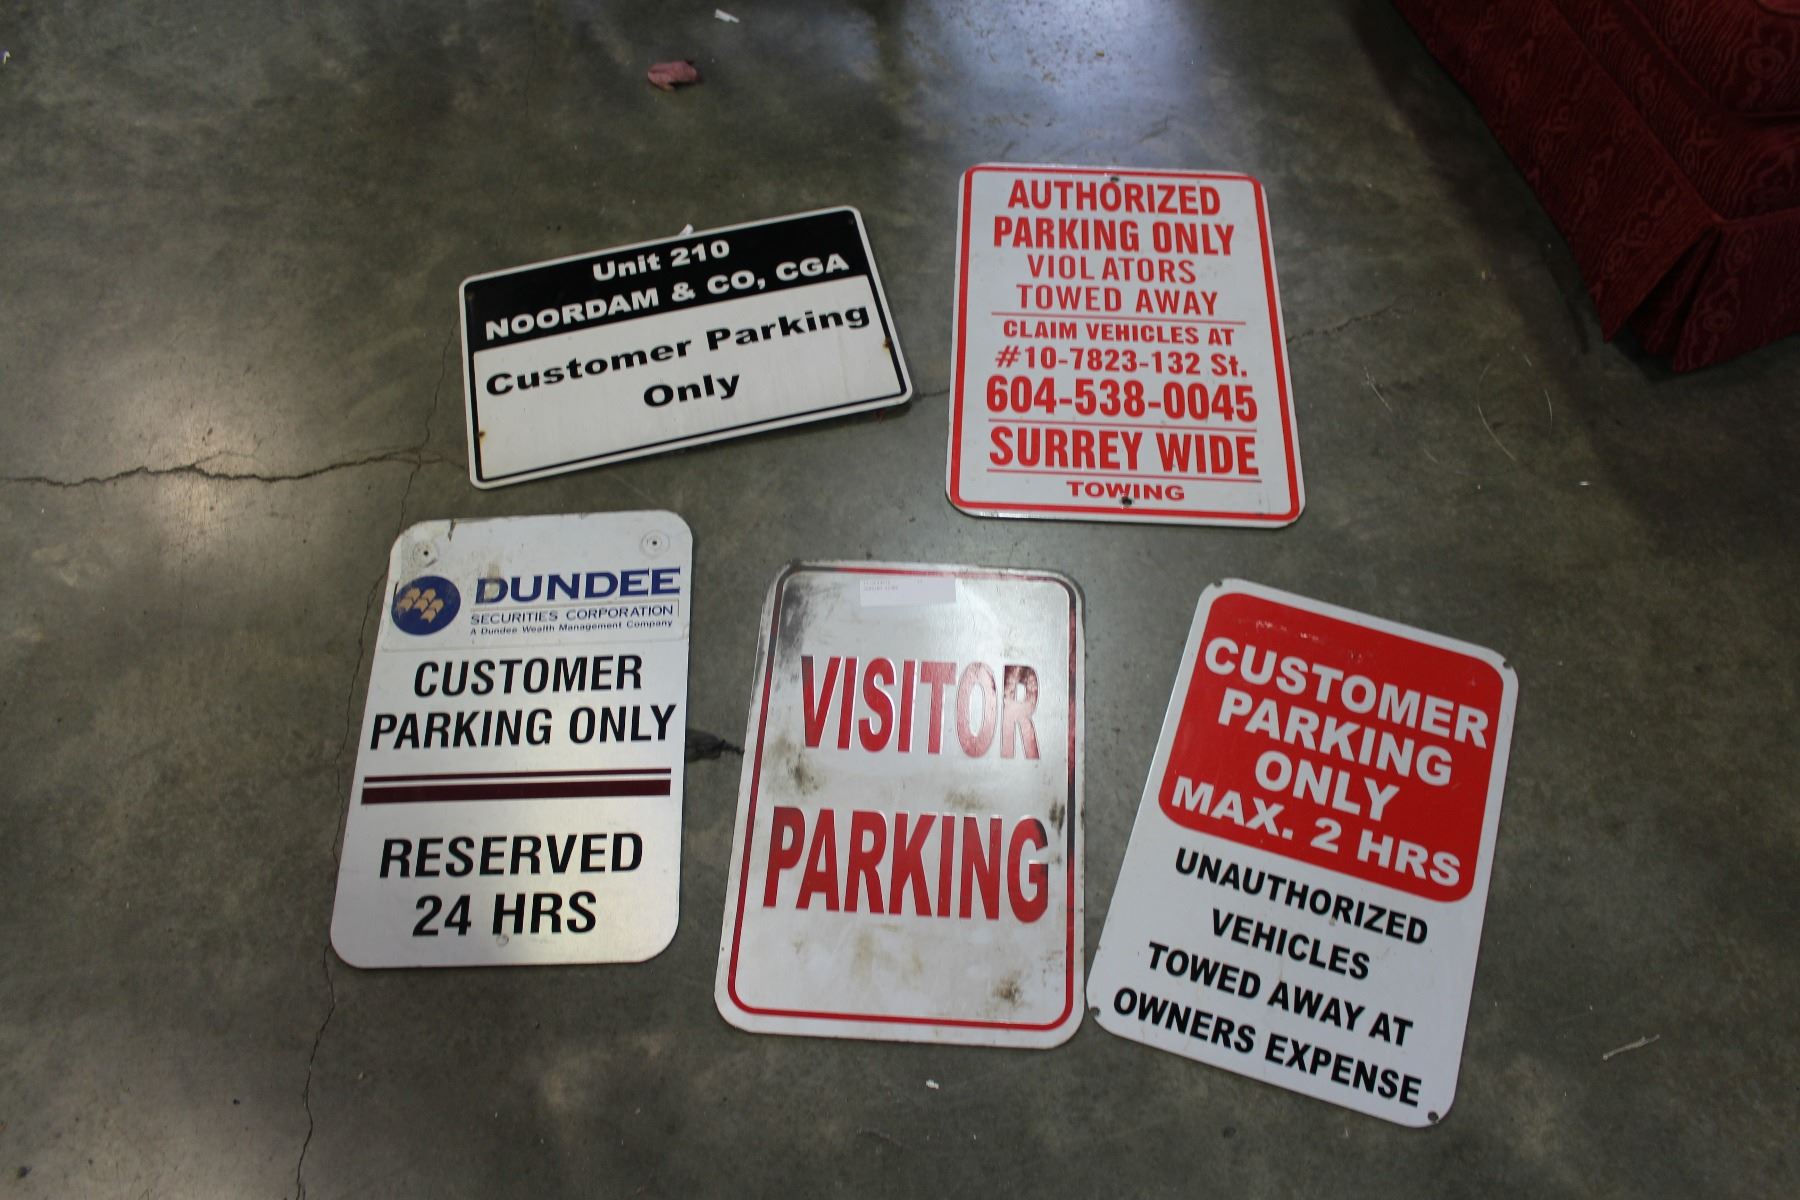 Unit 210
NOORDAM & CO, CGA
Customer Parking
Only
AUTHORIZED
PARKING ONLY
VIOLATORS
TOWED AWAY
CLAIM VEHICLES AT
#10-7823-132 St.
604-538-0045
SURREY WIDE
TOWING
DUNDEE
SECURITIES CORPORATION
A Dundee Wealth Management Company
CUSTOMER
PARKING ONLY
RESERVED
24 HRS
VISITOR
PARKING
CUSTOMER
PARKING
ONLY
MAX. 2 HRS
UNAUTHORIZED
VEHICLES
TOWED AWAY AT
OWNERS EXPENSE